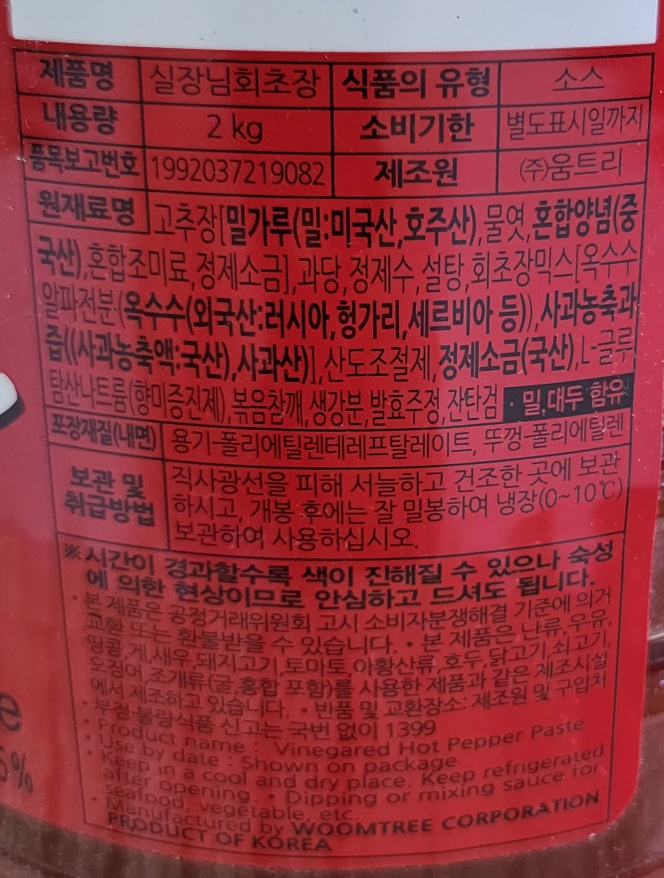 제품명 실장님회초장 식품의 유형 소스
내용량 2 kg 소비기한 별도표시일까지
품목보고번호 1992037219082 제조원 (주)움트리
원재료명 고추장[밀가루(밀:미국산,호주산),물엿,혼합양념(중
국산),혼합조미료,정제소금],과당,정제수,설탕,회초장믹스[옥수수
알파전분(옥수수(외국산:러시아,헝가리,세르비아 등)),사과농축과
즙((사과농축액:국산),사과산)],산도조절제,정제소금(국산),L-글루
탐산나트륨(향미증진제),볶음참깨,생강분,발효주정,잔탄검 • 밀,대두 함유
포장재질(내면) 용기-폴리에틸렌테레프탈레이트, 뚜껑-폴리에틸렌
보관 및 취급방법 직사광선을 피해 서늘하고 건조한 곳에 보관
하시고, 개봉 후에는 잘 밀봉하여 냉장(0~10℃)
보관하여 사용하십시오.
※시간이 경과할수록 색이 진해질 수 있으나 숙성
에 의한 현상이므로 안심하고 드셔도 됩니다.
• 본 제품은 공정거래위원회 고시 소비자분쟁해결 기준에 의거
교환 또는 환불받을 수 있습니다. • 본 제품은 난류,우유,
땅콩,게,새우,돼지고기,토마토,아황산류,호두,닭고기,쇠고기,
오징어,조개류(굴,홍합 포함)를 사용한 제품과 같은 제조시설
에서 제조하고 있습니다. • 반품 및 교환장소: 제조원 및 구입처
• 부정·불량식품 신고는 국번 없이 1399
• Product name : Vinegared Hot Pepper Paste
• Use by date : Shown on package
• Keep in a cool and dry place. Keep refrigerated
after opening. • Dipping or mixing sauce for
seafood, vegetable, etc.
• Manufactured by WOOMTREE CORPORATION
PRODUCT OF KOREA
e
5%